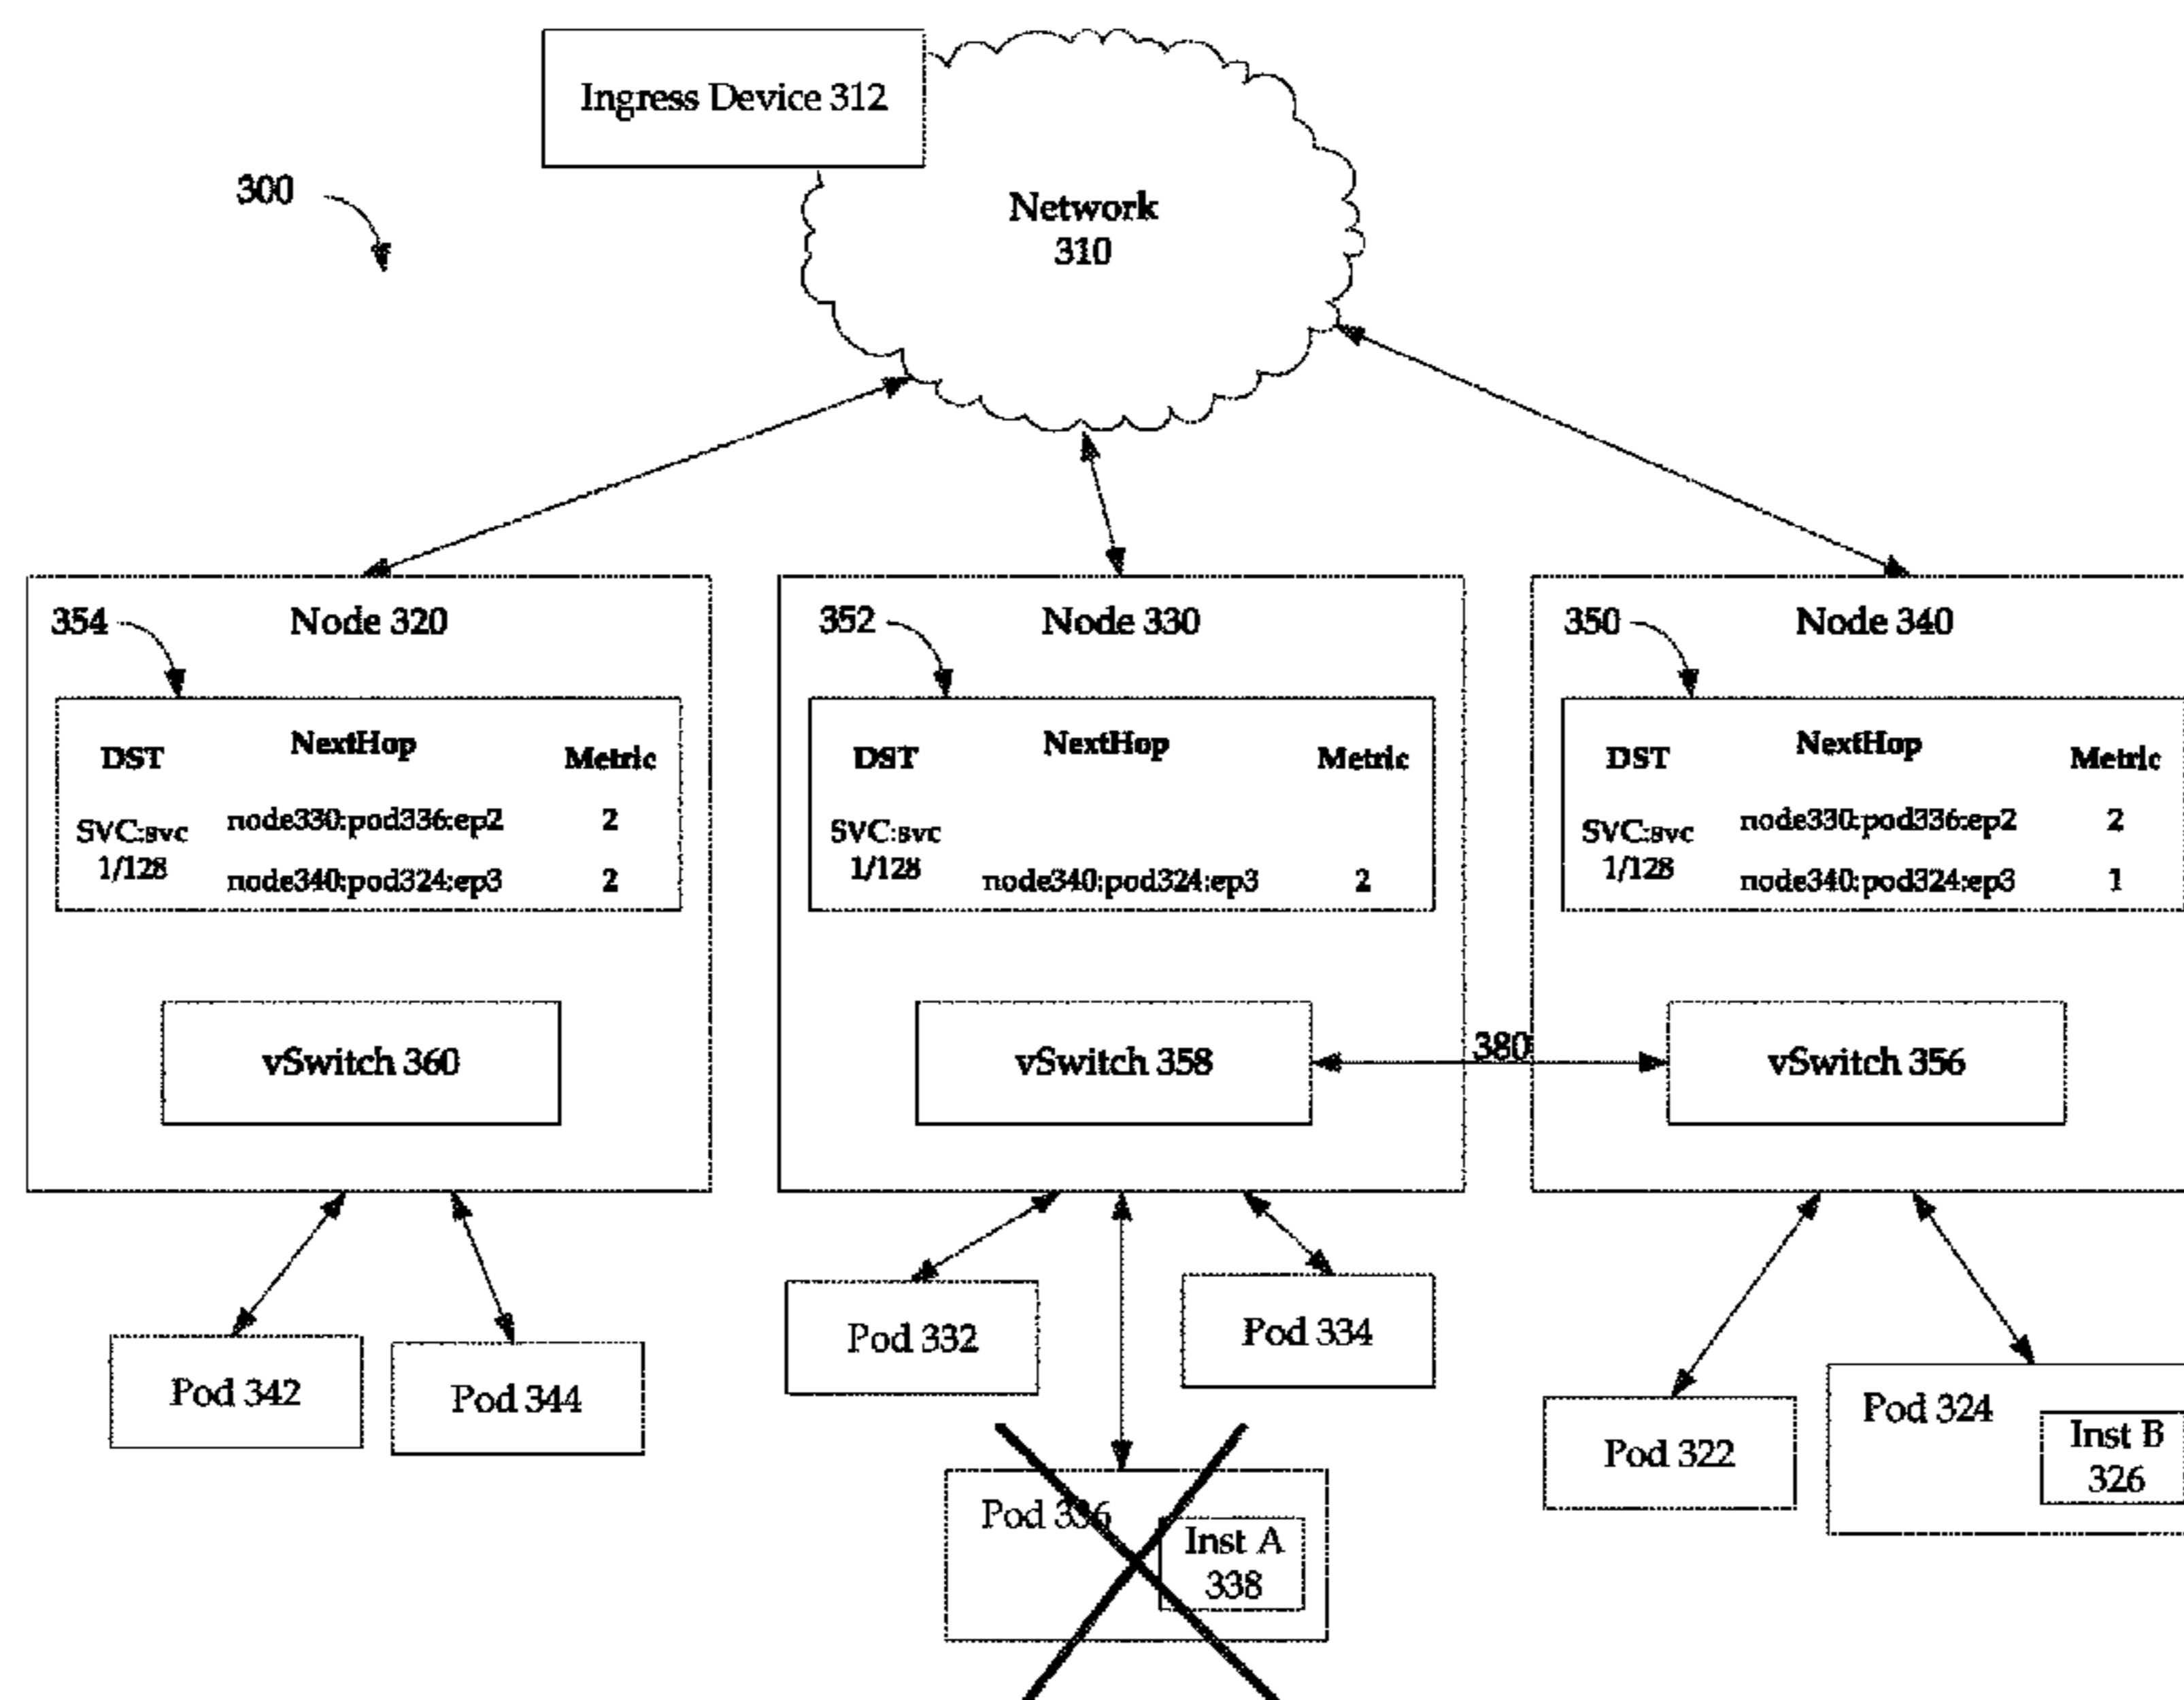 Ingress Device 312
300
Network
310
354
Node 320
DST
NextHop
Metric
SVC:svc
1/128
node330:pod336:ep2
2
node340:pod324:ep3
2
vSwitch 360
352
Node 330
DST
NextHop
Metric
SVC:svc
1/128
node340:pod324:ep3
2
vSwitch 358
380
350
Node 340
DST
NextHop
Metric
SVC:svc
1/128
node330:pod336:ep2
2
node340:pod324:ep3
1
vSwitch 356
Pod 342
Pod 344
Pod 332
Pod 334
Pod 336
Inst A
338
Pod 322
Pod 324
Inst B
326